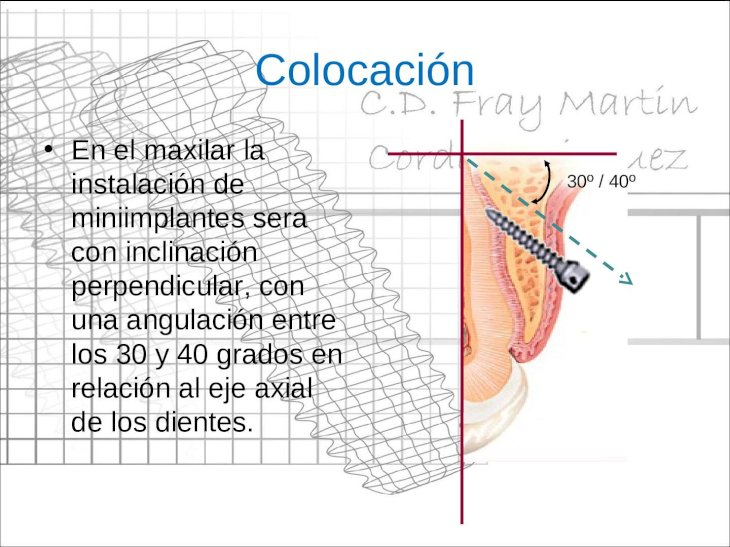 Colocación
C.D. Fray Martín
• En el maxilar la
instalación de
miniimplantes sera
con inclinación
perpendicular, con
una angulación entre
los 30 y 40 grados en
relación al eje axial
de los dientes.
30º / 40º